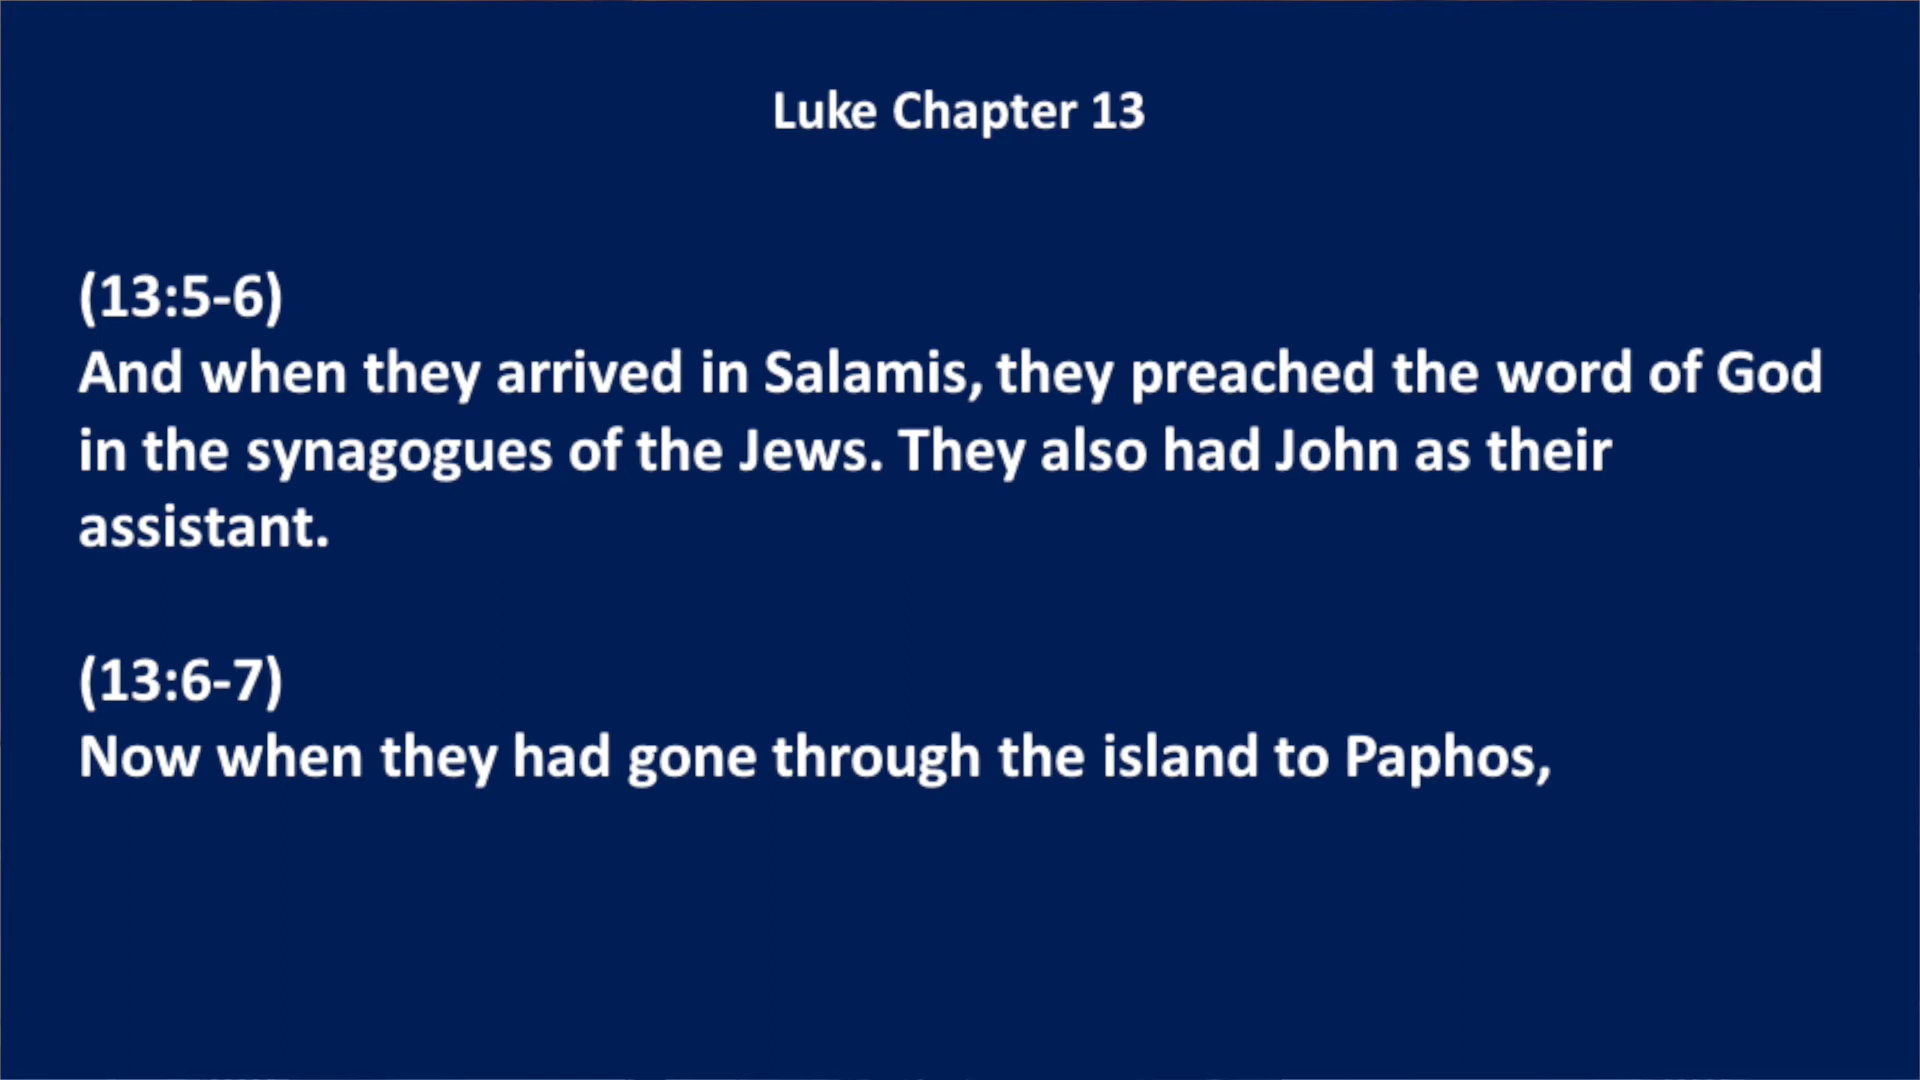 Luke Chapter 13
(13:5-6)
And when they arrived in Salamis, they preached the word of God
in the synagogues of the Jews. They also had John as their
assistant.
(13:6-7)
Now when they had gone through the island to Paphos,